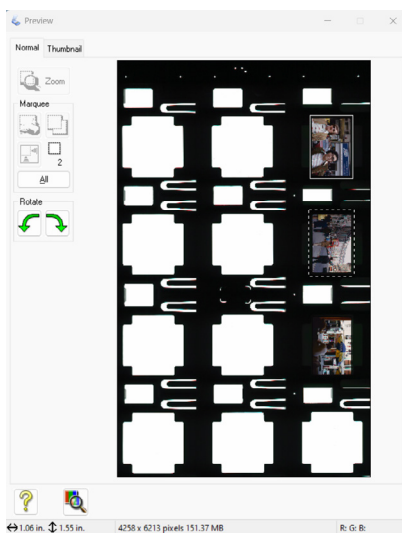 Preview
Normal Thumbnail
Zoom
Marquee
2
All
Rotate
1.06 in. 1.55 in. 4258 x 6213 pixels 151.37 MB R: G: B: